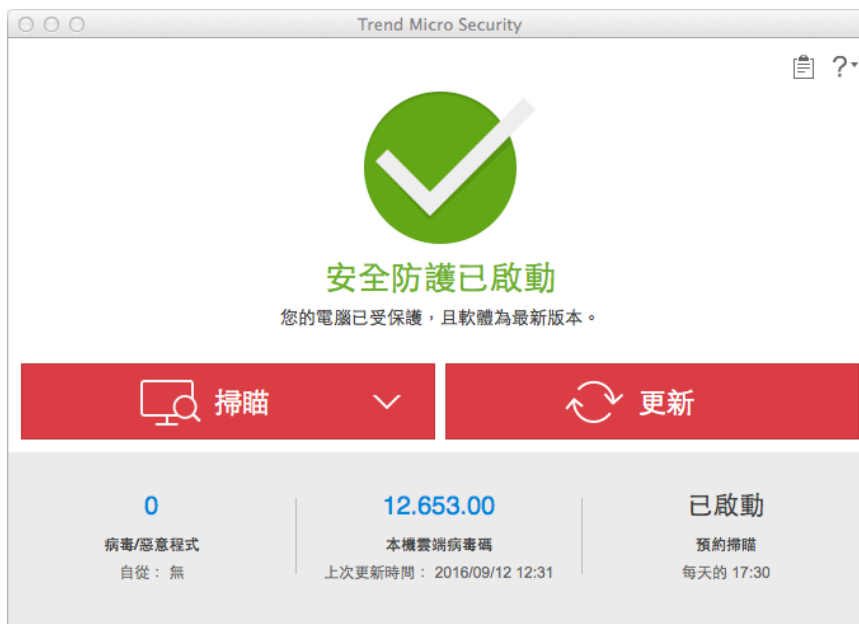 Trend Micro Security
?
安全防護已啟動
您的電腦已受保護，且軟體為最新版本。
掃瞄
更新
0
病毒/惡意程式
自從： 無
12.653.00
本機雲端病毒碼
上次更新時間： 2016/09/12 12:31
已啟動
預約掃瞄
每天的 17:30